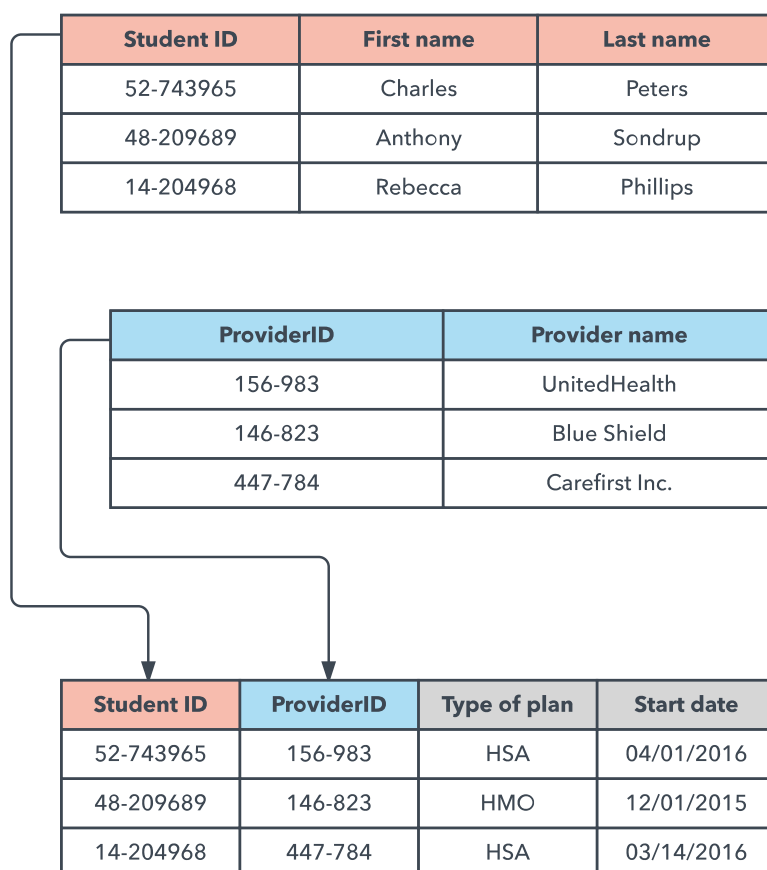 Student ID First name Last name
52-743965 Charles Peters
48-209689 Anthony Sondrup
14-204968 Rebecca Phillips
ProviderID Provider name
156-983 UnitedHealth
146-823 Blue Shield
447-784 Carefirst Inc.
Student ID ProviderID Type of plan Start date
52-743965 156-983 HSA 04/01/2016
48-209689 146-823 HMO 12/01/2015
14-204968 447-784 HSA 03/14/2016